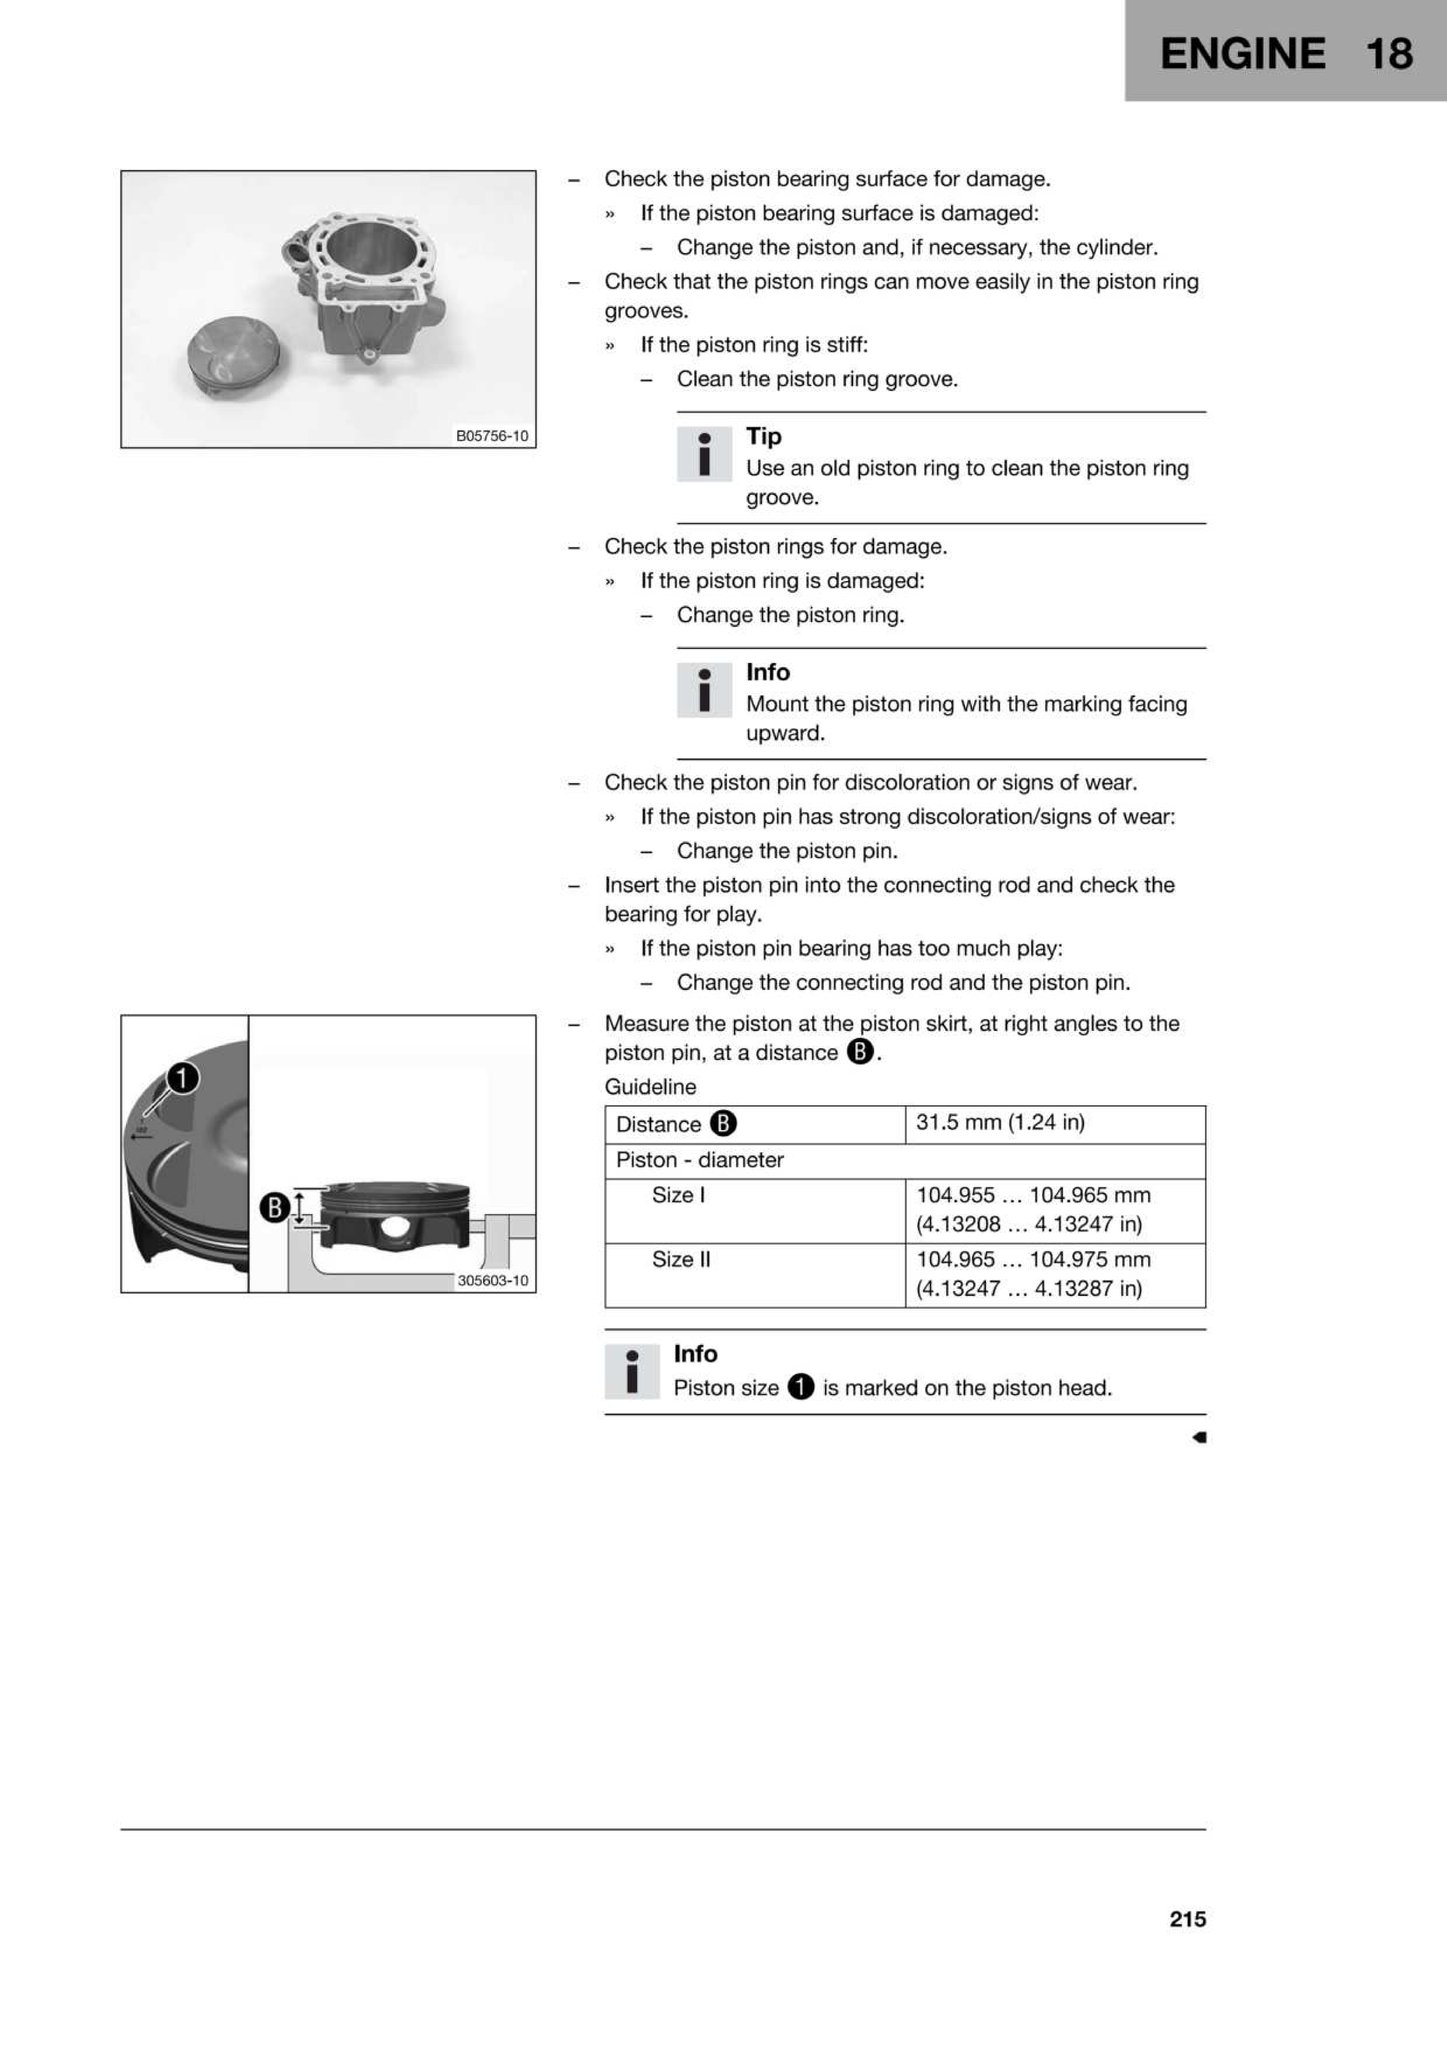 ENGINE 18
– Check the piston bearing surface for damage.
» If the piston bearing surface is damaged:
– Change the piston and, if necessary, the cylinder.
– Check that the piston rings can move easily in the piston ring
grooves.
» If the piston ring is stiff:
– Clean the piston ring groove.
B05756-10
i Tip
Use an old piston ring to clean the piston ring
groove.
– Check the piston rings for damage.
» If the piston ring is damaged:
– Change the piston ring.
i Info
Mount the piston ring with the marking facing
upward.
– Check the piston pin for discoloration or signs of wear.
» If the piston pin has strong discoloration/signs of wear:
– Change the piston pin.
– Insert the piston pin into the connecting rod and check the
bearing for play.
» If the piston pin bearing has too much play:
– Change the connecting rod and the piston pin.
1
B
305603-10
– Measure the piston at the piston skirt, at right angles to the
piston pin, at a distance B.
Guideline
Distance B 31.5 mm (1.24 in)
Piston - diameter
Size I 104.955 … 104.965 mm
(4.13208 … 4.13247 in)
Size II 104.965 … 104.975 mm
(4.13247 … 4.13287 in)
i Info
Piston size 1 is marked on the piston head.
215